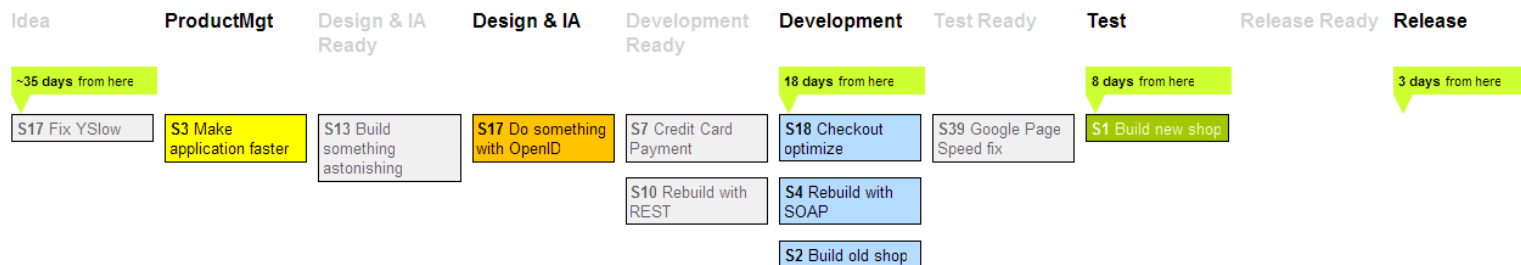 Idea
ProductMgt
Design & IA
Ready
Design & IA
Development
Ready
Development
Test Ready
Test
Release Ready
Release
~35 days from here
18 days from here
8 days from here
3 days from here
S17 Fix YSlow
S3 Make
application faster
S13 Build
something
astonishing
S17 Do something
with OpenID
S7 Credit Card
Payment
S10 Rebuild with
REST
S18 Checkout
optimize
S4 Rebuild with
SOAP
S2 Build old shop
S39 Google Page
Speed fix
S1 Build new shop